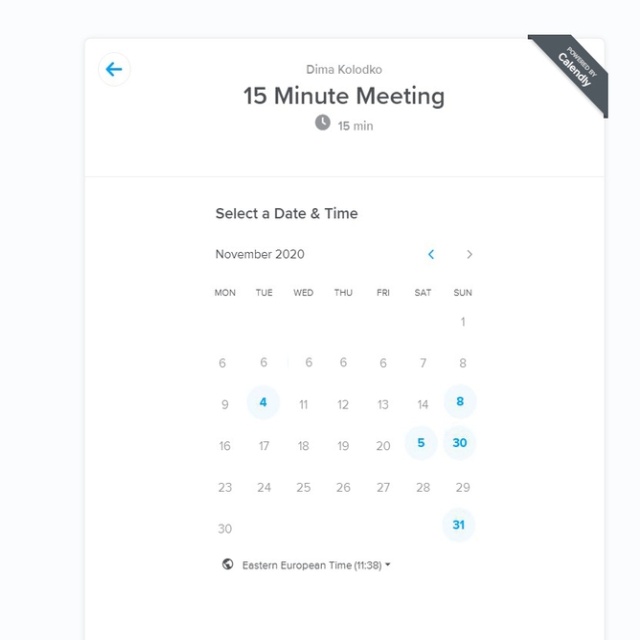 POWERED BY
Calendly
Dima Kolodko
15 Minute Meeting
15 min
Select a Date & Time
November 2020
MON TUE WED THU FRI SAT SUN
1
6 6 6 6 6 7 8
9 4 11 12 13 14 8
16 17 18 19 20 5 30
23 24 25 26 27 28 29
30 31
Eastern European Time (11:38)